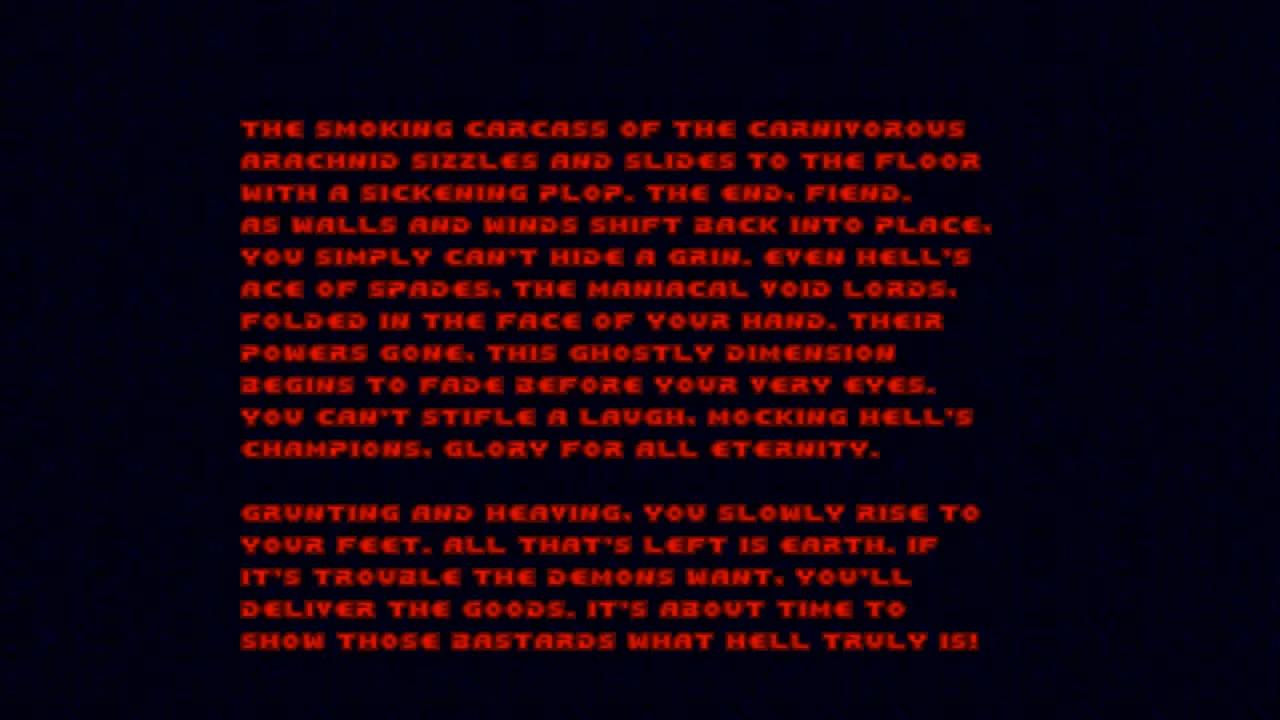 THE SMOKING CARCASS OF THE CARNIVOROUS
ARACHNID SIZZLES AND SLIDES TO THE FLOOR
WITH A SICKENING PLOP. THE END, FIEND.
AS WALLS AND WINDS SHIFT BACK INTO PLACE,
YOU SIMPLY CAN'T HIDE A GRIN. EVEN HELL'S
ACE OF SPADES, THE MANIACAL VOID LORDS,
FOLDED IN THE FACE OF YOUR HAND. THEIR
POWERS GONE, THIS GHOSTLY DIMENSION
BEGINS TO FADE BEFORE YOUR VERY EYES.
YOU CAN'T STIFLE A LAUGH, MOCKING HELL'S
CHAMPIONS, GLORY FOR ALL ETERNITY.

GRUNTING AND HEAVING, YOU SLOWLY RISE TO
YOUR FEET. ALL THAT'S LEFT IS EARTH. IF
IT'S TROUBLE THE DEMONS WANT, YOU'LL
DELIVER THE GOODS. IT'S ABOUT TIME TO
SHOW THOSE BASTARDS WHAT HELL TRULY IS!